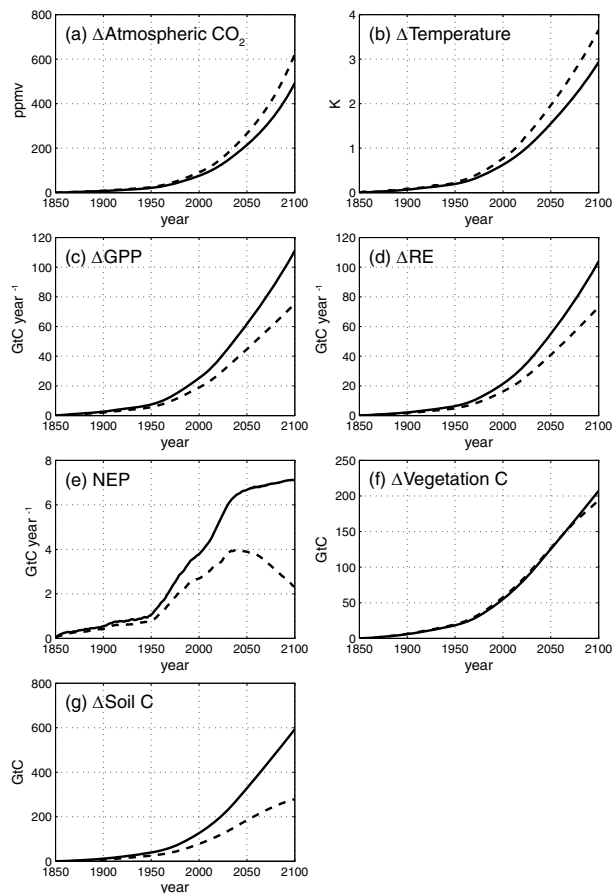 (a) ΔAtmospheric CO₂
ppmv
800
600
400
200
0
1850 1900 1950 2000 2050 2100
year
(b) ΔTemperature
K
4
3
2
1
0
1850 1900 1950 2000 2050 2100
year
(c) ΔGPP
GtC year ⁻¹
120
100
80
60
40
20
0
1850 1900 1950 2000 2050 2100
year
(d) ΔRE
GtC year ⁻¹
120
100
80
60
40
20
0
1850 1900 1950 2000 2050 2100
year
(e) NEP
GtC year ⁻¹
8
6
4
2
0
1850 1900 1950 2000 2050 2100
year
(f) ΔVegetation C
GtC
250
200
150
100
50
0
1850 1900 1950 2000 2050 2100
year
(g) ΔSoil C
GtC
800
600
400
200
0
1850 1900 1950 2000 2050 2100
year